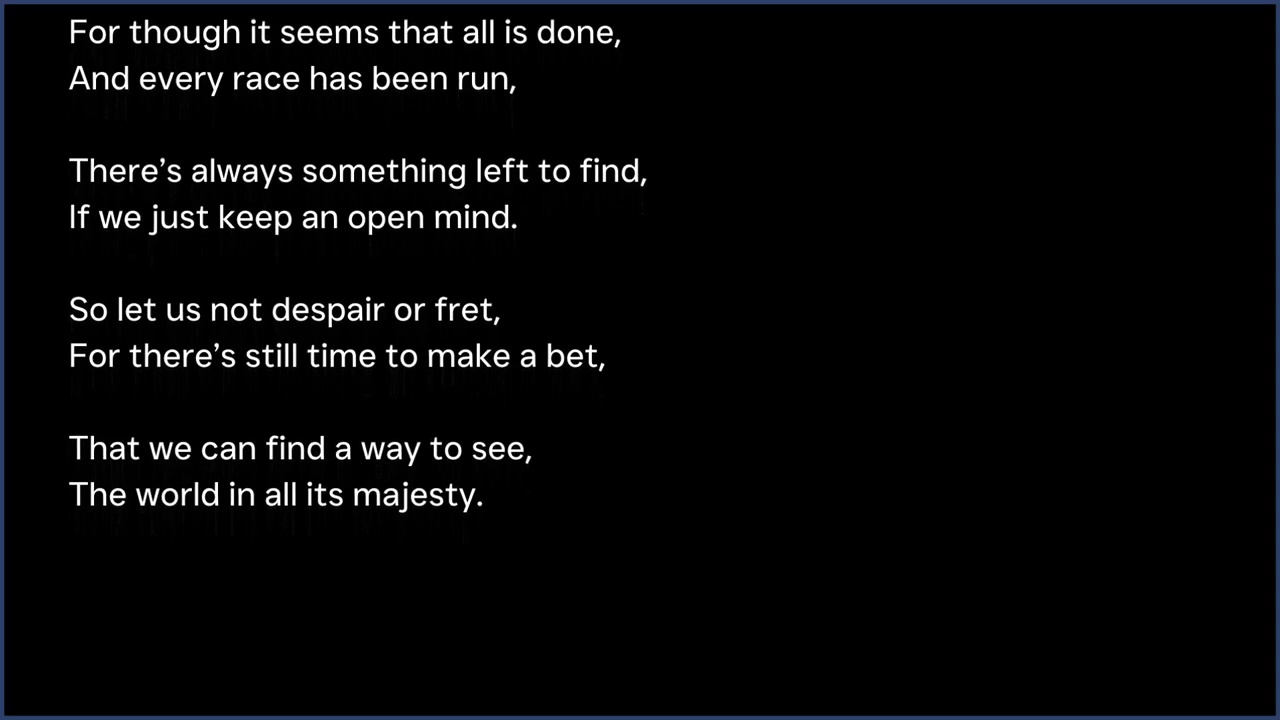 For though it seems that all is done,
And every race has been run,
There’s always something left to find,
If we just keep an open mind.
So let us not despair or fret,
For there’s still time to make a bet,
That we can find a way to see,
The world in all its majesty.